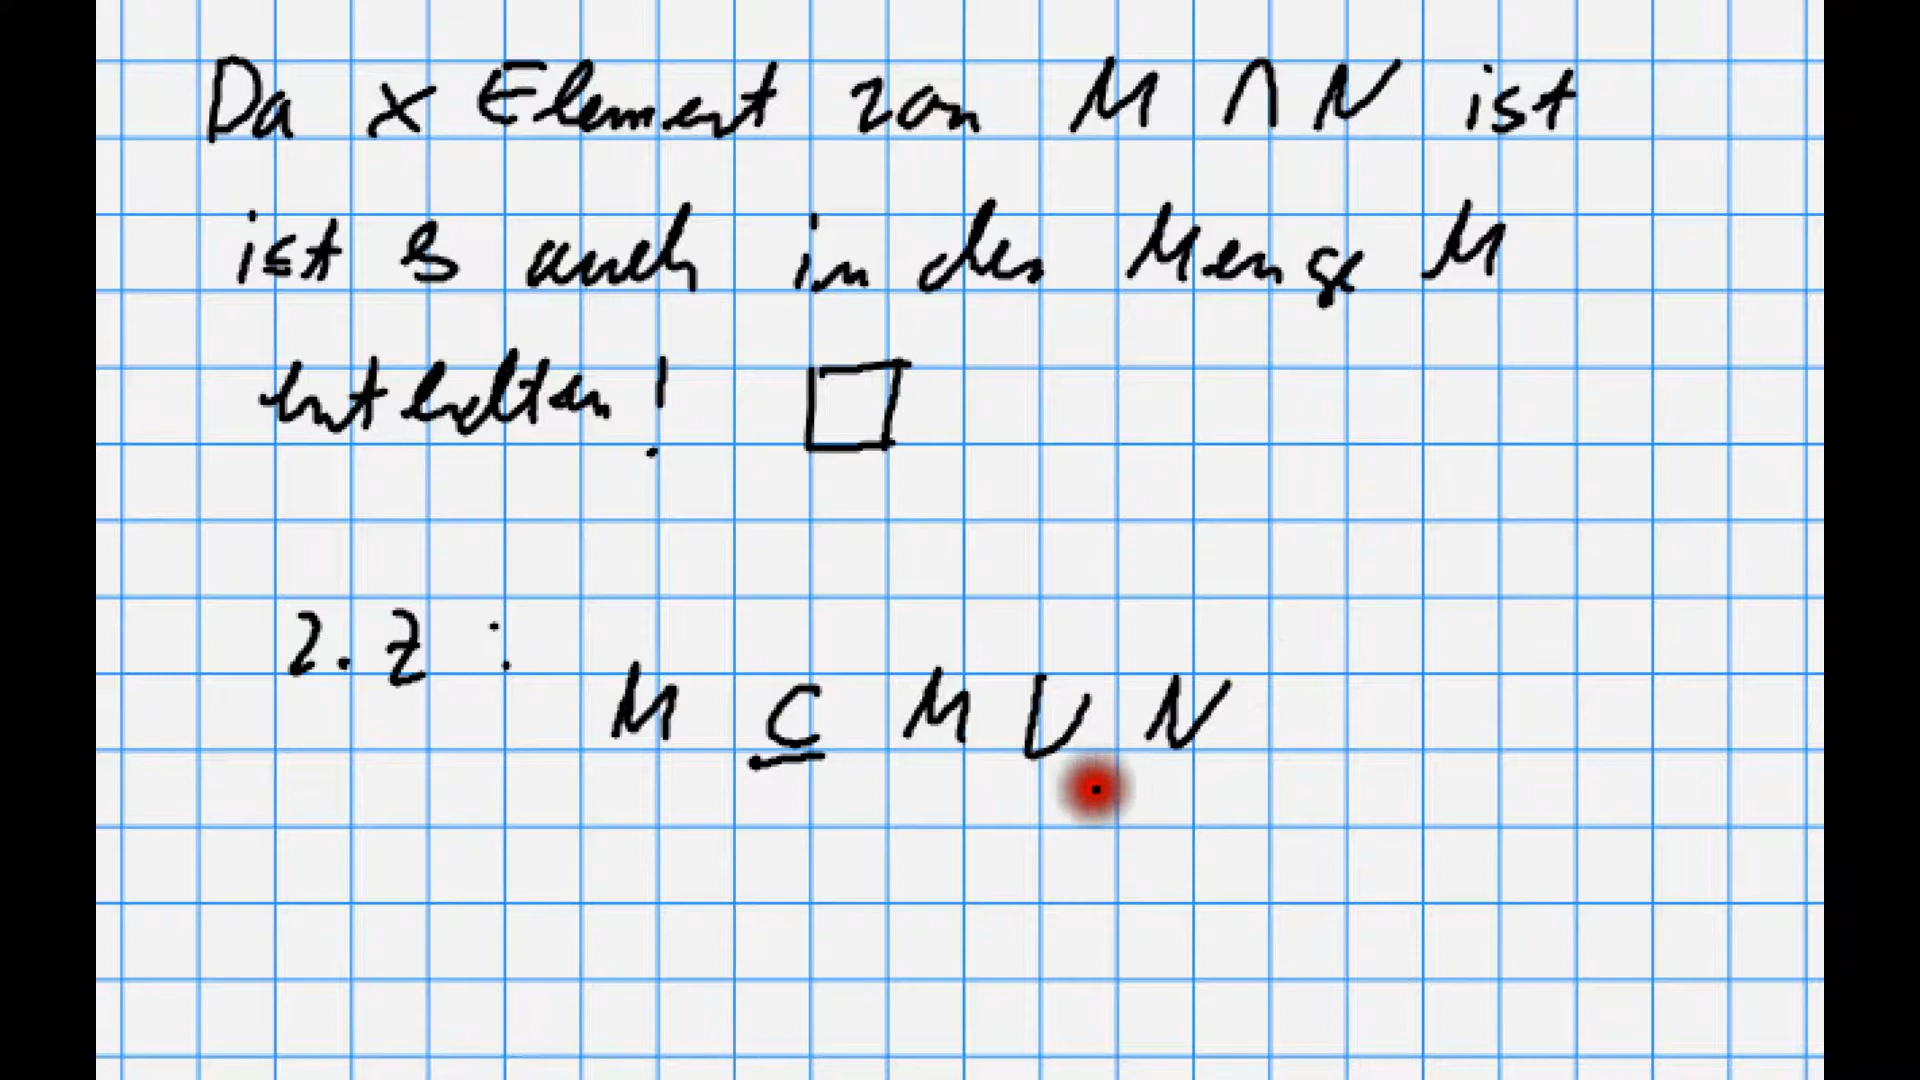 Da x Element von M ∩ N ist
ist es auch in der Menge M
enthalten! □
z.Z:
M ⊆ M ∪ N